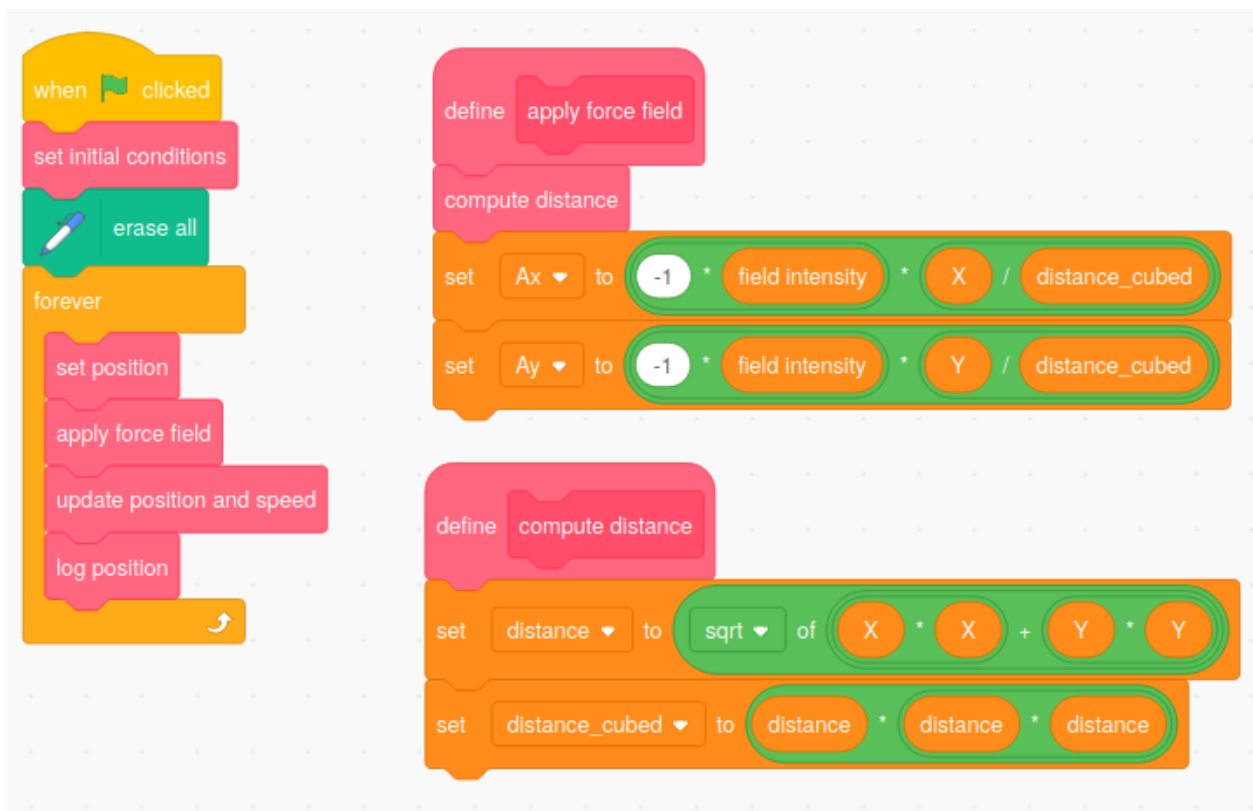 when clicked
set initial conditions
erase all
forever
set position
apply force field
update position and speed
log position
define apply force field
compute distance
set Ax to -1 * field intensity * X / distance_cubed
set Ay to -1 * field intensity * Y / distance_cubed
define compute distance
set distance to sqrt of X * X + Y * Y
set distance_cubed to distance * distance * distance